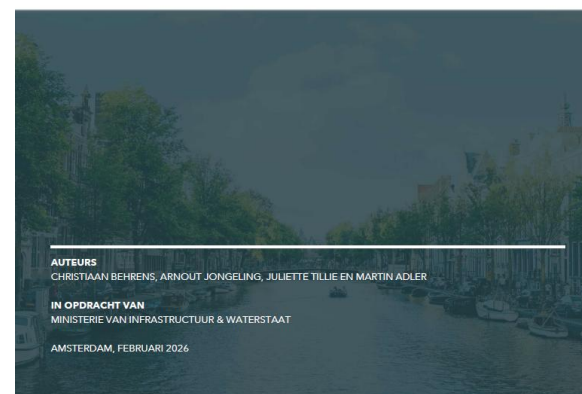 AUTEURS
CHRISTIAAN BEHRENS, ARNOUT JONGELING, JULIETTE TILLIE EN MARTIN ADLER
IN OPDRACHT VAN
MINISTERIE VAN INFRASTRUCTUUR & WATERSTAAT
AMSTERDAM, FEBRUARI 2026